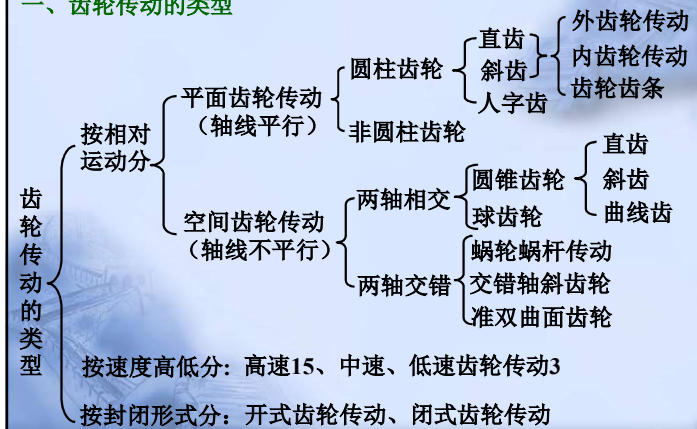 一、齿轮传动的类型
齿轮传动的类型
按相对
运动分
平面齿轮传动
（轴线平行）
圆柱齿轮
直齿
斜齿
人字齿
外齿轮传动
内齿轮传动
齿轮齿条
非圆柱齿轮
空间齿轮传动
（轴线不平行）
两轴相交
圆锥齿轮
直齿
斜齿
曲线齿
球齿轮
两轴交错
蜗轮蜗杆传动
交错轴斜齿轮
准双曲面齿轮
按速度高低分: 高速15、中速、低速齿轮传动3
按封闭形式分：开式齿轮传动、闭式齿轮传动